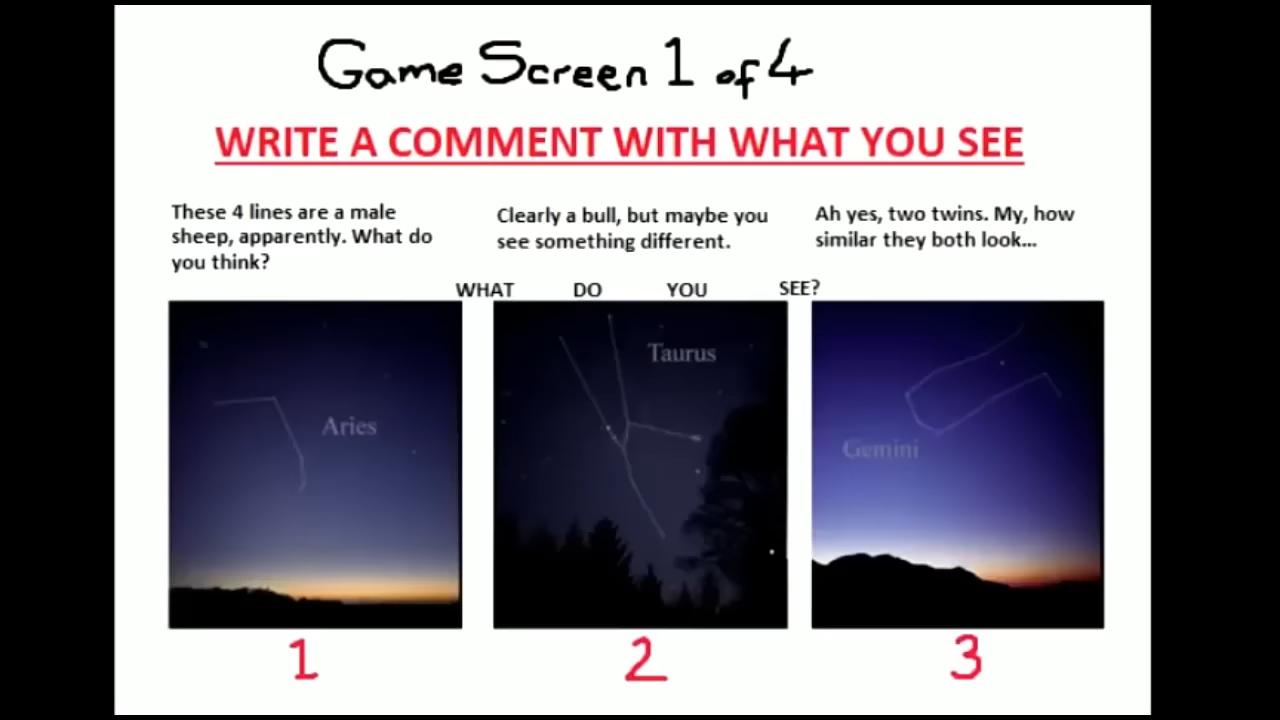 Game Screen 1 of 4
WRITE A COMMENT WITH WHAT YOU SEE
These 4 lines are a male
sheep, apparently. What do
you think?
Clearly a bull, but maybe you
see something different.
Ah yes, two twins. My, how
similar they both look...
WHAT DO YOU SEE?
Aries
Taurus
Gemini
1
2
3